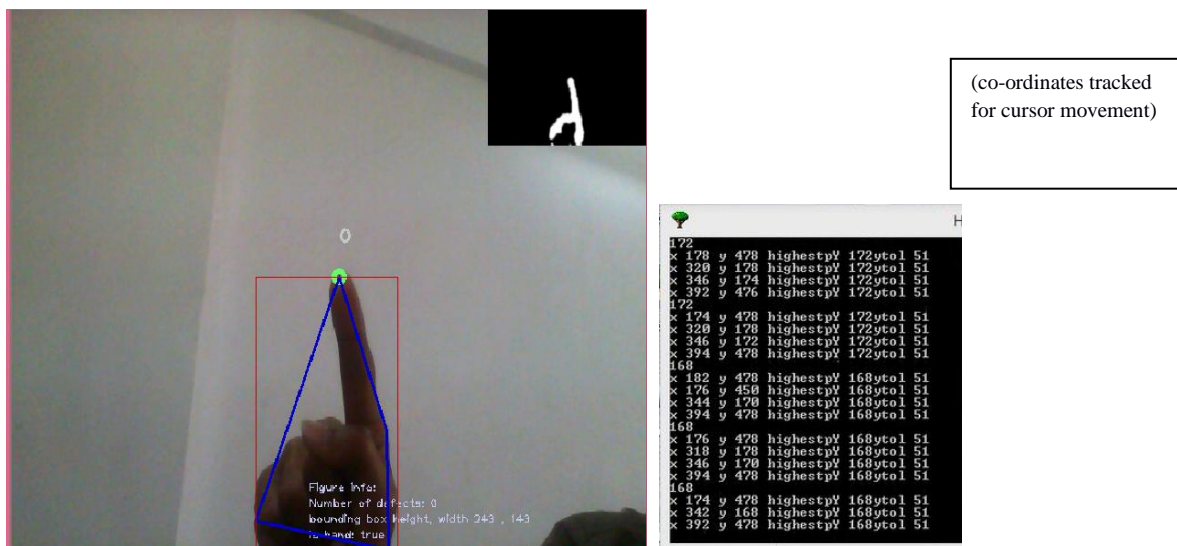 (co-ordinates tracked
for cursor movement)
0
Figure info:
Number of defects: 0
bounding box height, width 243 , 143
is hand: true
H
172
x 178 y 478 highestpY 172ytol 51
x 320 y 178 highestpY 172ytol 51
x 346 y 174 highestpY 172ytol 51
x 392 y 476 highestpY 172ytol 51
172
x 174 y 478 highestpY 172ytol 51
x 320 y 178 highestpY 172ytol 51
x 346 y 172 highestpY 172ytol 51
x 394 y 478 highestpY 172ytol 51
168
x 182 y 478 highestpY 168ytol 51
x 176 y 450 highestpY 168ytol 51
x 344 y 170 highestpY 168ytol 51
x 394 y 478 highestpY 168ytol 51
168
x 176 y 478 highestpY 168ytol 51
x 318 y 178 highestpY 168ytol 51
x 346 y 170 highestpY 168ytol 51
x 394 y 478 highestpY 168ytol 51
168
x 174 y 478 highestpY 168ytol 51
x 342 y 168 highestpY 168ytol 51
x 392 y 478 highestpY 168ytol 51